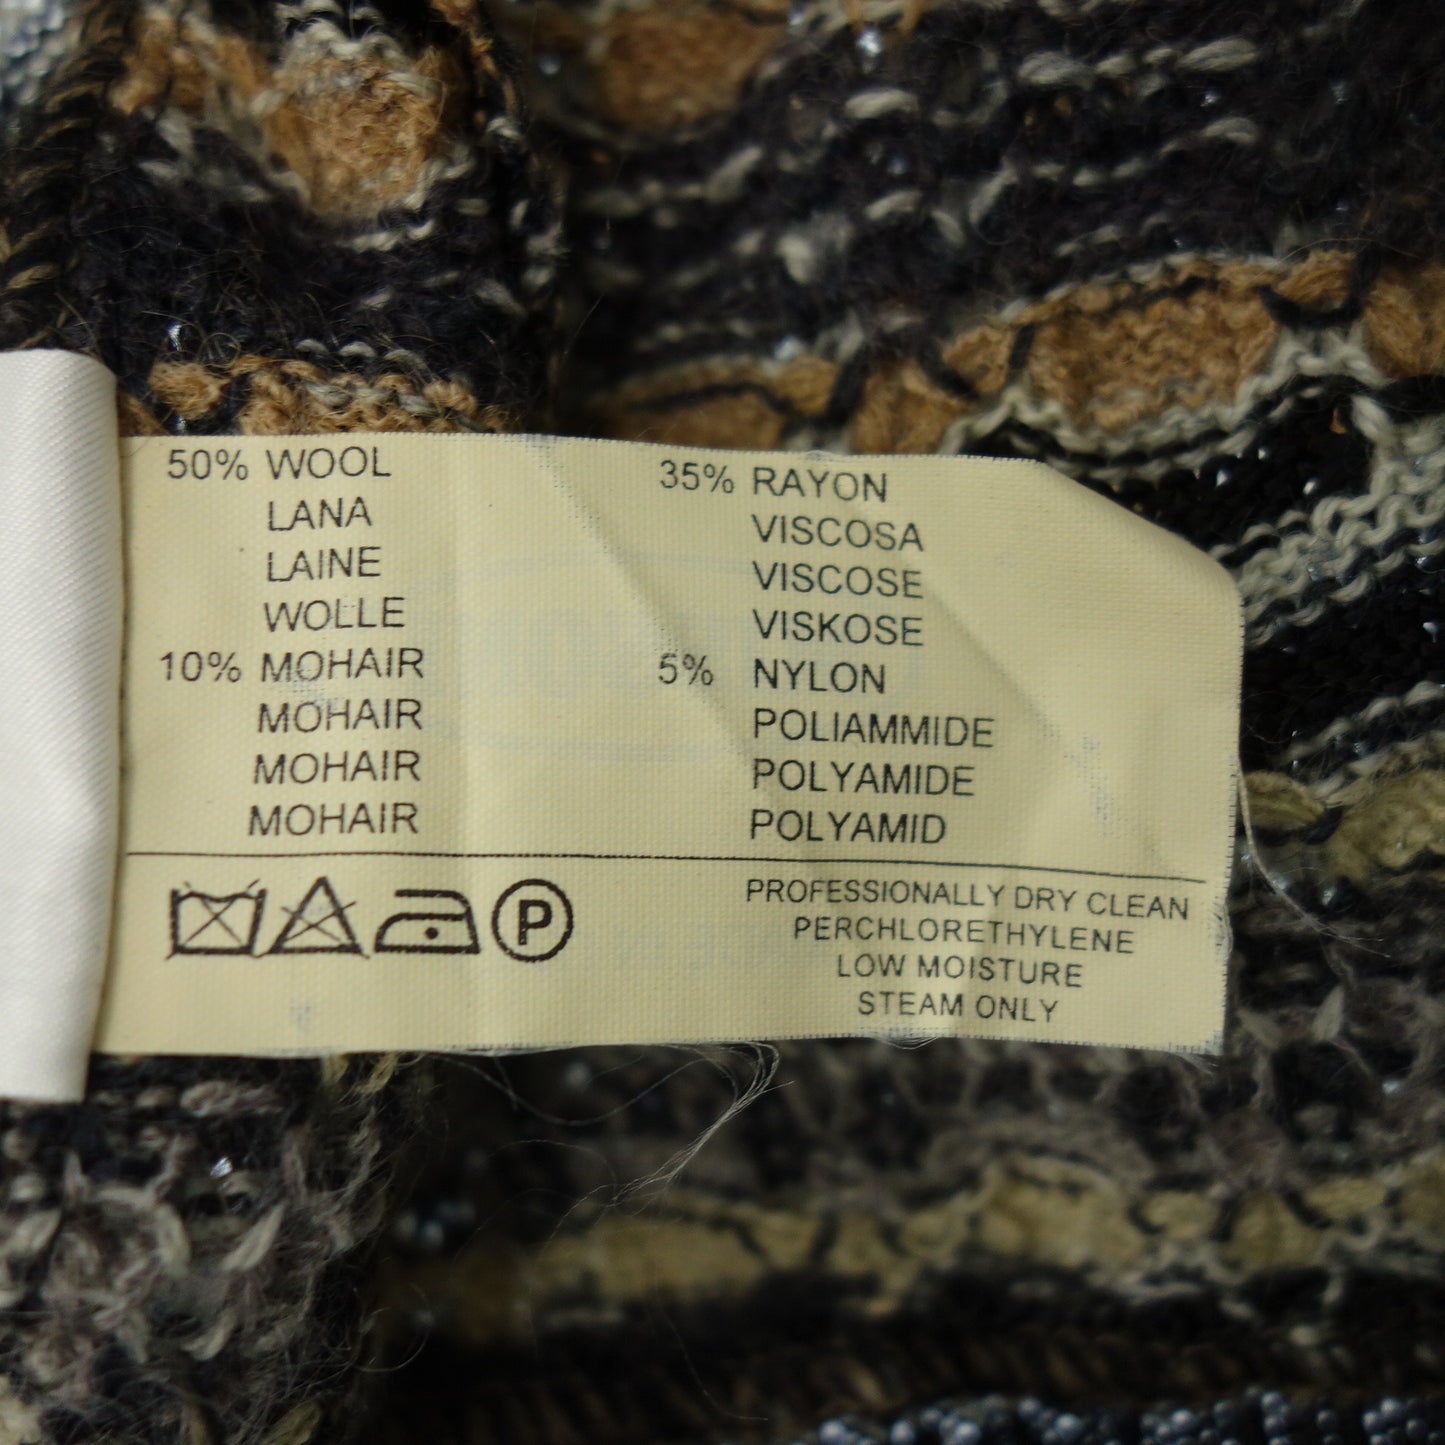 50% WOOL
LANA
LAINE
WOLLE
10% MOHAIR
MOHAIR
MOHAIR
MOHAIR
35% RAYON
VISCOSA
VISCOSE
VISKOSE
5% NYLON
POLIAMMIDE
POLYAMIDE
POLYAMID
P
PROFESSIONALLY DRY CLEAN
PERCHLORETHYLENE
LOW MOISTURE
STEAM ONLY